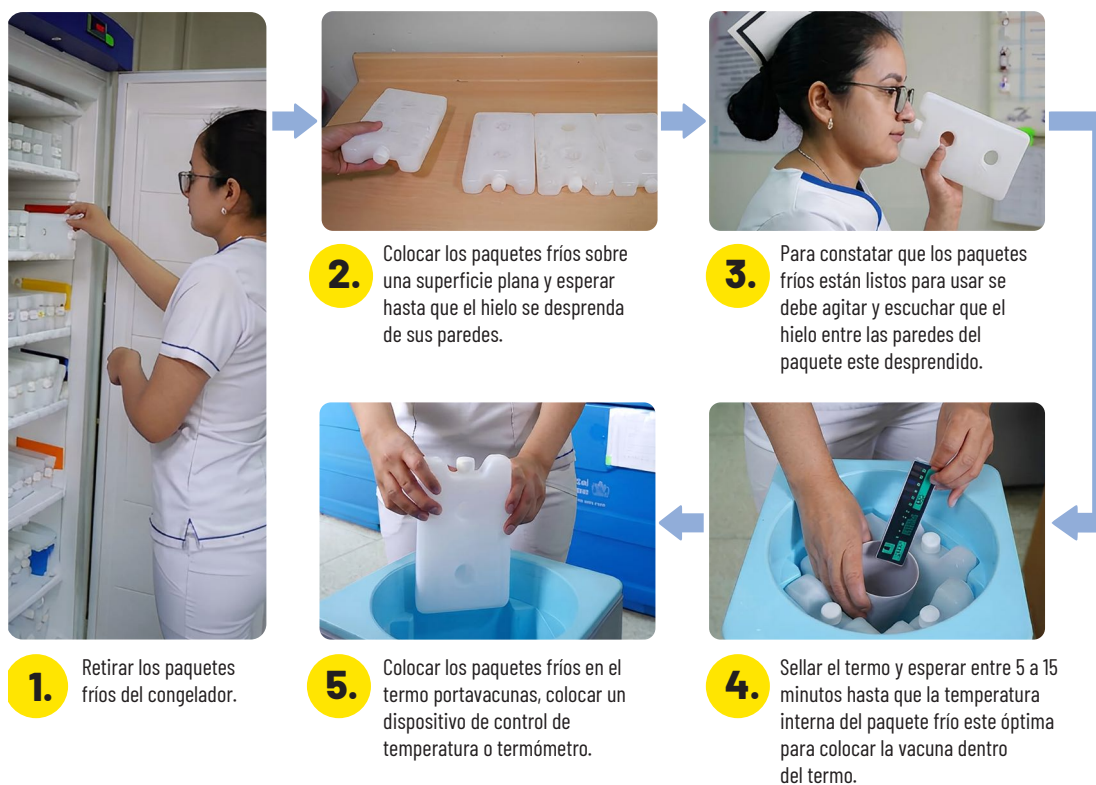 1.
Retirar los paquetes
fríos del congelador.
2.
Colocar los paquetes fríos sobre
una superficie plana y esperar
hasta que el hielo se desprenda
de sus paredes.
3.
Para constatar que los paquetes
fríos están listos para usar se
debe agitar y escuchar que el
hielo entre las paredes del
paquete este desprendido.
4.
Sellar el termo y esperar entre 5 a 15
minutos hasta que la temperatura
interna del paquete frío este óptima
para colocar la vacuna dentro
del termo.
5.
Colocar los paquetes fríos en el
termo portavacunas, colocar un
dispositivo de control de
temperatura o termómetro.